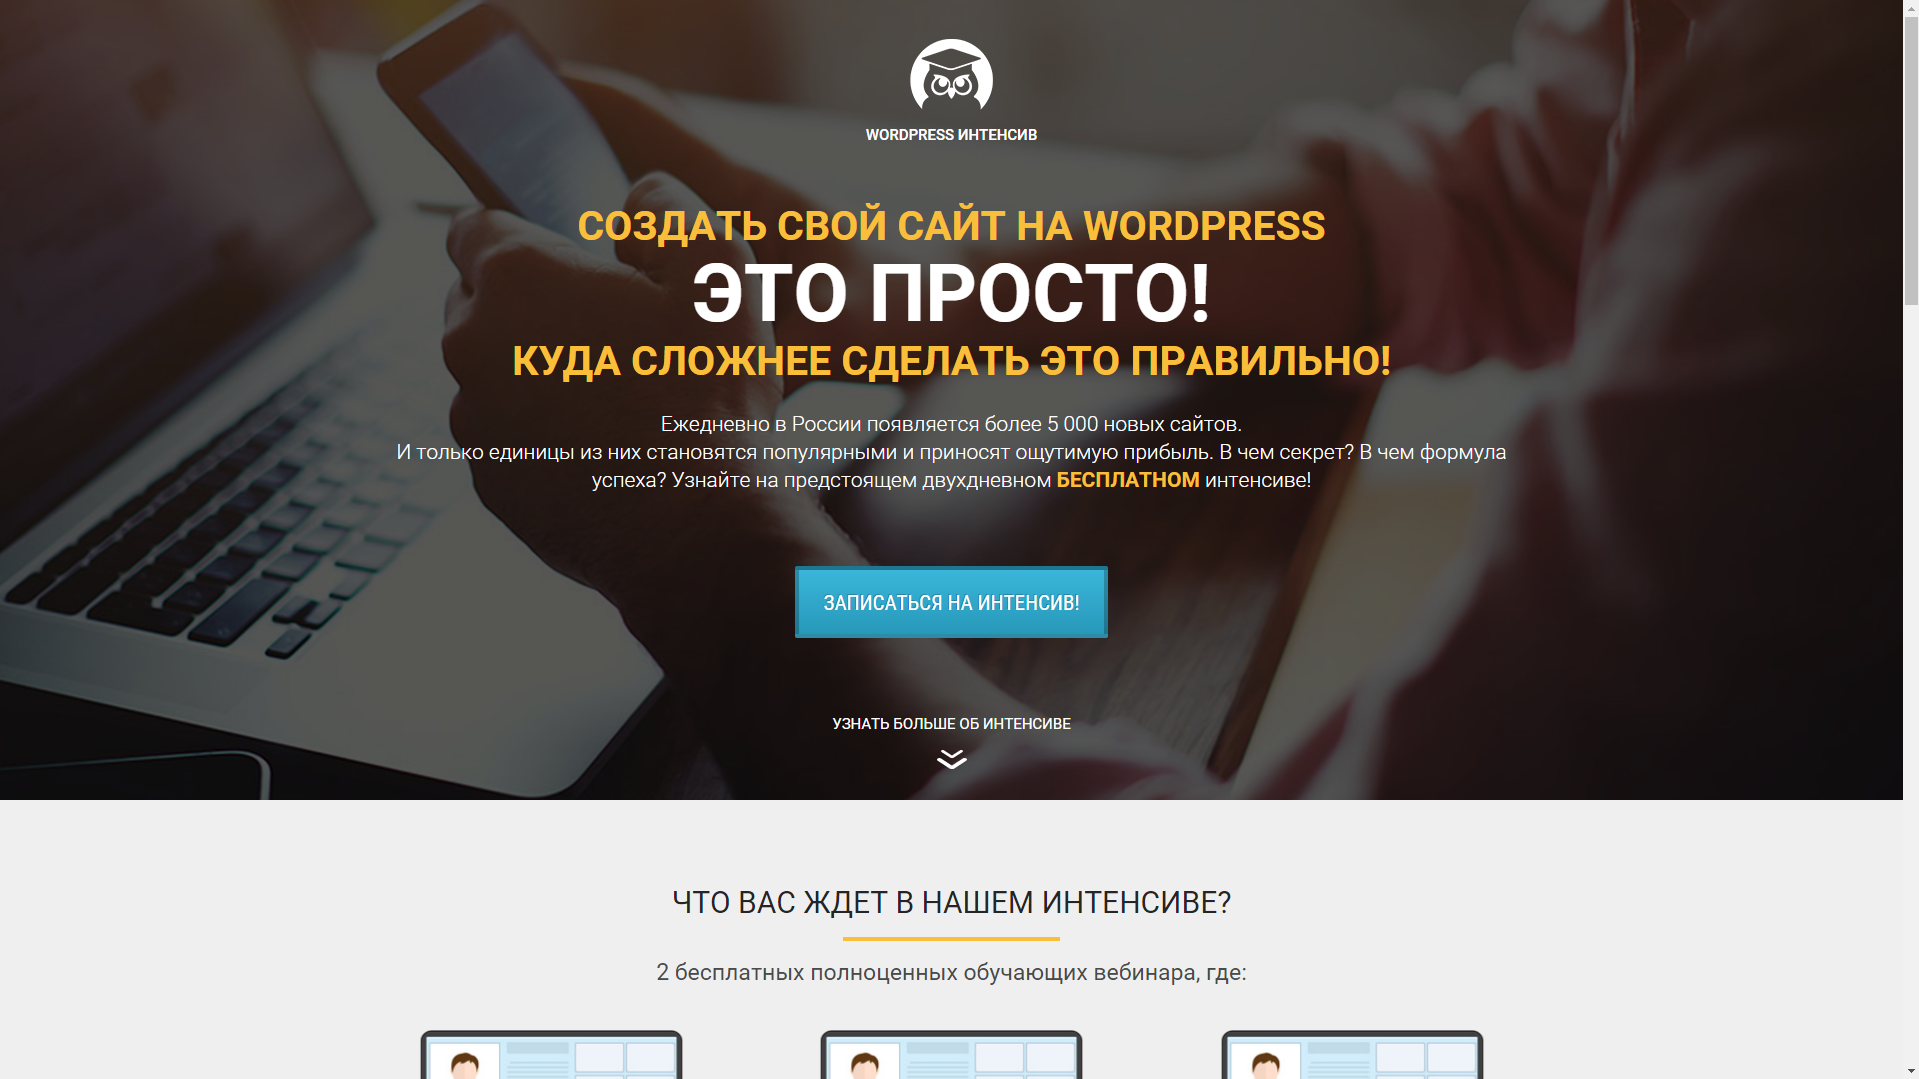 WORDPRESS ИНТЕНСИВ
СОЗДАТЬ СВОЙ САЙТ НА WORDPRESS
ЭТО ПРОСТО!
КУДА СЛОЖНЕЕ СДЕЛАТЬ ЭТО ПРАВИЛЬНО!
Ежедневно в России появляется более 5 000 новых сайтов.
И только единицы из них становятся популярными и приносят ощутимую прибыль. В чем секрет? В чем формула
успеха? Узнайте на предстоящем двухдневном БЕСПЛАТНОМ интенсиве!
ЗАПИСАТЬСЯ НА ИНТЕНСИВ!
УЗНАТЬ БОЛЬШЕ ОБ ИНТЕНСИВЕ
ЧТО ВАС ЖДЕТ В НАШЕМ ИНТЕНСИВЕ?
2 бесплатных полноценных обучающих вебинара, где: